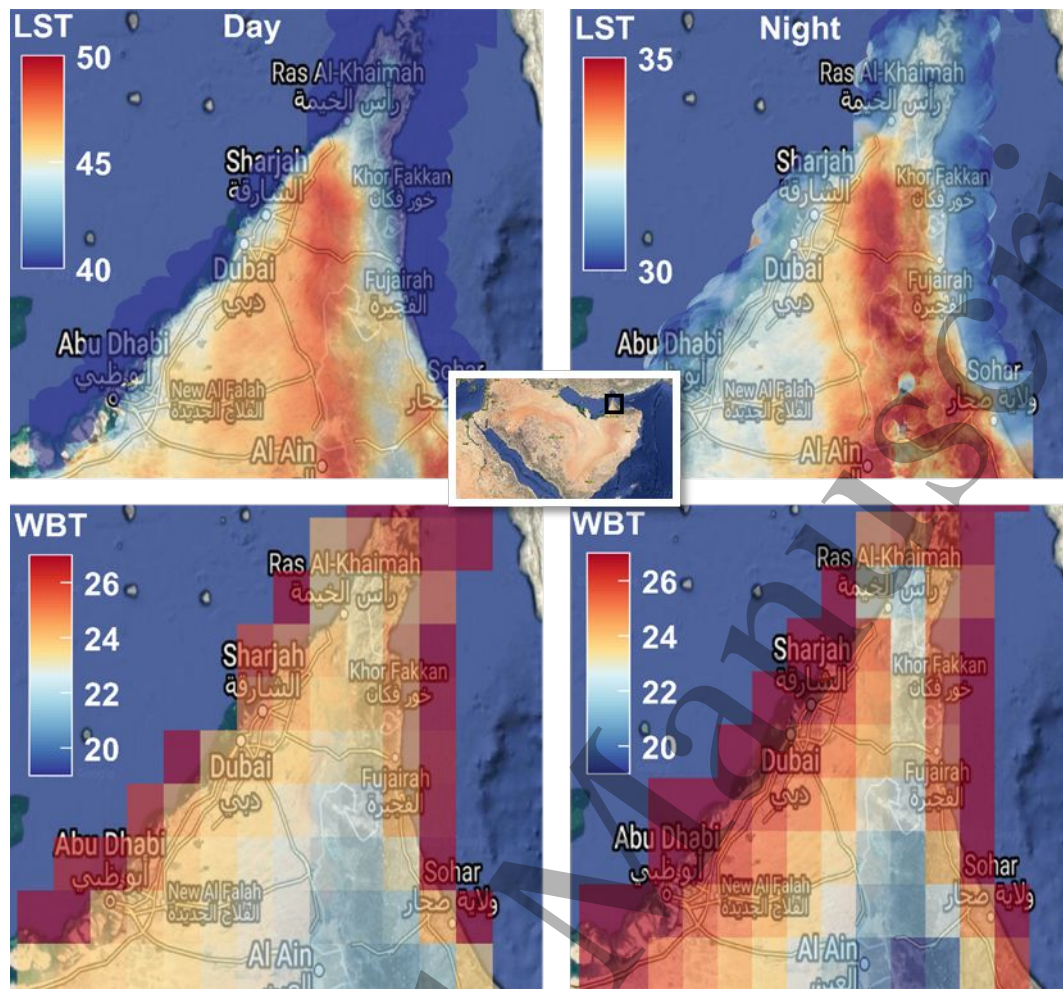 LST
Day
50
45
40
Ras Al-Khaimah
رأس الخيمة
Sharjah
الشارقة
Khor Fakkan
خور فكان
Dubai
دبي
Fujairah
الفجيرة
Abu Dhabi
أبوظبي
New Al Falah
الفلاح الجديدة
Sohar
صحار
Al Ain
LST
Night
35
30
Ras Al-Khaimah
رأس الخيمة
Sharjah
الشارقة
Khor Fakkan
خور فكان
Dubai
دبي
Fujairah
الفجيرة
Abu Dhabi
أبوظبي
New Al Falah
الفلاح الجديدة
Sohar
ولاية صحار
Al Ain
WBT
26
24
22
20
Ras Al-Khaimah
رأس الخيمة
Sharjah
الشارقة
Khor Fakkan
خور فكان
Dubai
دبي
Fujairah
الفجيرة
Abu Dhabi
أبوظبي
New Al Falah
الفلاح الجديدة
Sohar
ولاية صحار
Al Ain
العين
WBT
26
24
22
20
Ras Al-Khaimah
رأس الخيمة
Sharjah
الشارقة
Khor Fakkan
خور فكان
Dubai
دبي
Fujairah
الفجيرة
Abu Dhabi
أبوظبي
New Al Falah
الفلاح الجديدة
Sohar
ولاية صحار
Al Ain
العين
Manuscri